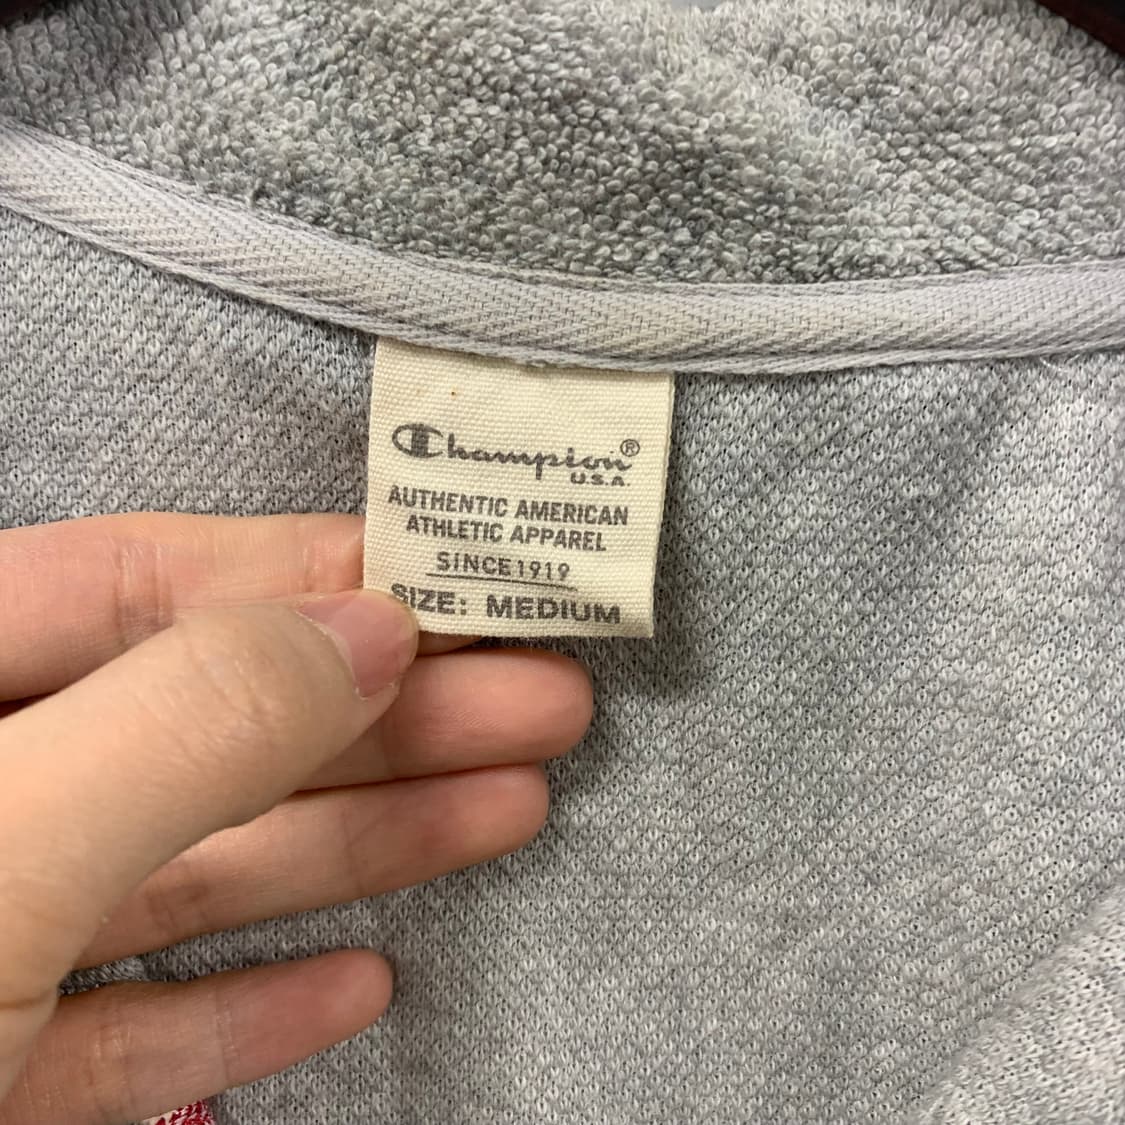 Champion®
U.S.A.
AUTHENTIC AMERICAN
ATHLETIC APPAREL
SINCE 1919
SIZE: MEDIUM